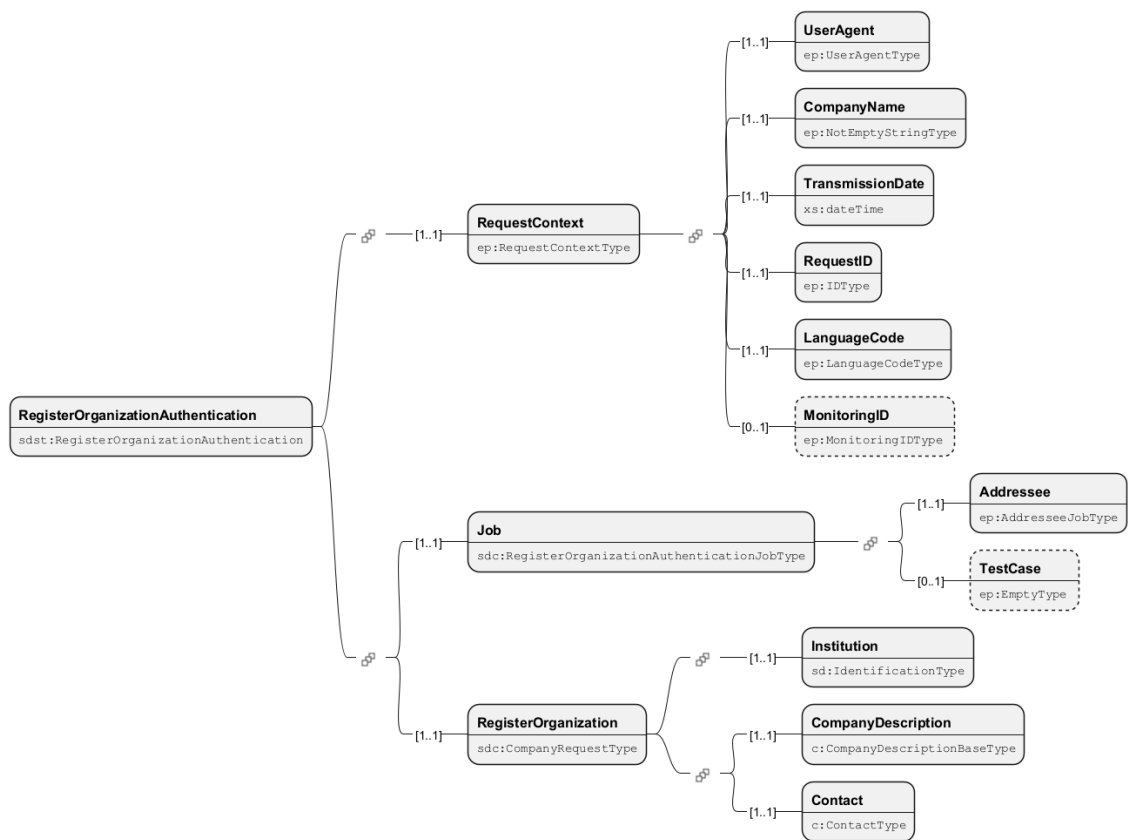 UserAgent
[1..1]
ep:UserAgentType
CompanyName
[1..1]
ep:NotEmptyStringType
TransmissionDate
[1..1]
xs:dateTime
RequestContext
[1..1]
ep:RequestContextType
RequestID
[1..1]
ep:IDType
LanguageCode
[1..1]
ep:LanguageCodeType
RegisterOrganizationAuthentication
sdst:RegisterOrganizationAuthentication
MonitoringID
[0..1]
ep:MonitoringIDType
Addressee
[1..1]
ep:AddresseeJobType
Job
[1..1]
sdc:RegisterOrganizationAuthenticationJobType
TestCase
[0..1]
ep:EmptyType
Institution
[1..1]
sd:IdentificationType
RegisterOrganization
[1..1]
sdc:CompanyRequestType
CompanyDescription
[1..1]
c:CompanyDescriptionBaseType
Contact
[1..1]
c:ContactType